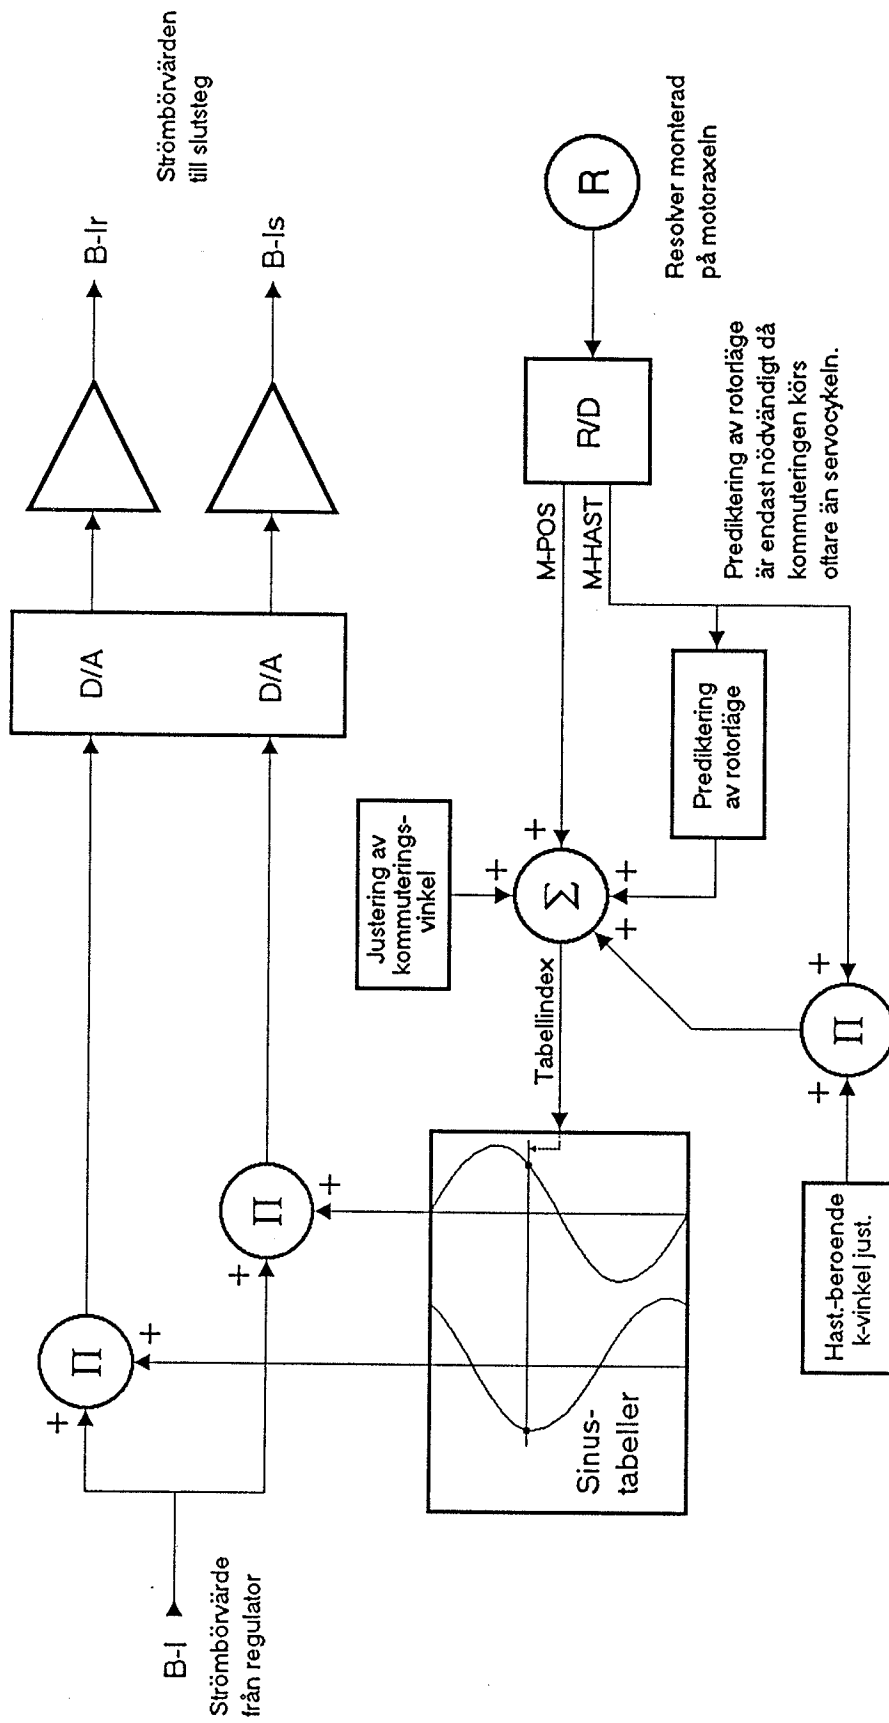 B-I
Strömbörvärde
från regulator
+
Π
+
+
Π
+
D/A
D/A
B-Ir
B-Is
Strömbörvärden
till slutsteg
Sinus-
tabeller
Tabellindex
Justering av
kommuterings-
vinkel
+
+
Σ
+
+
M-POS
M-HAST
R/D
R
Resolver monterad
på motoraxeln
Prediktering
av rotorläge
Prediktering av rotorläge
är endast nödvändigt då
kommuteringen körs
oftare än servocykeln.
Hast.-beroende
k-vinkel just.
+
Π
+